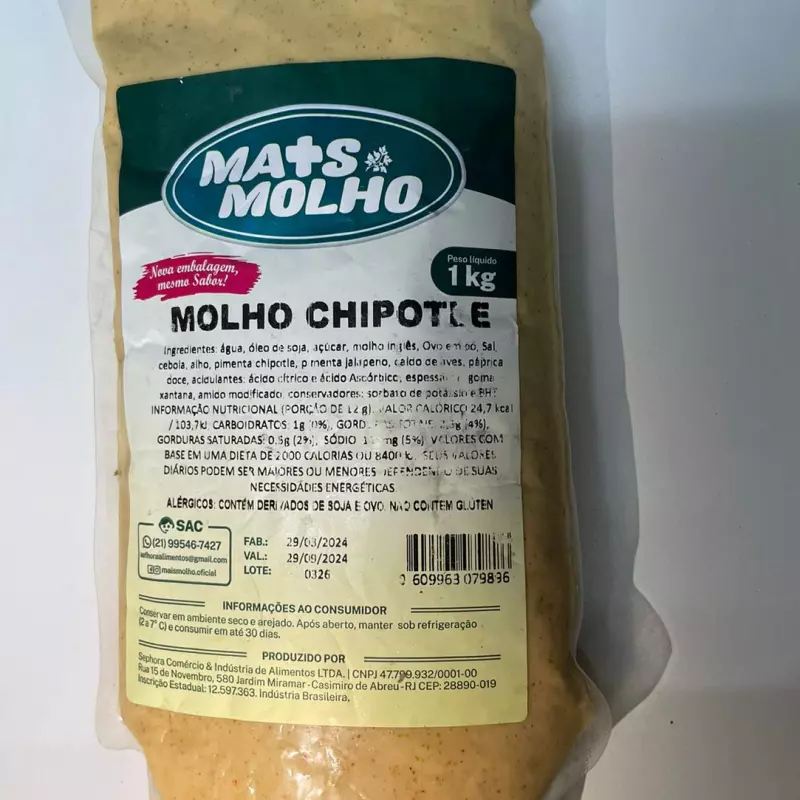 MAIS
MOLHO
Nova embalagem,
mesmo Sabor!
Peso líquido
1 kg
MOLHO CHIPOTLE
Ingredientes: água, óleo de soja, açúcar, molho inglês, Ovo em pó, Sal,
cebola, alho, pimenta chipotle, pimenta jalapeno, caldo de aves, páprica
doce, acidulantes: ácido cítrico e ácido Ascórbico, goma
xantana, amido modificado, conservadores: sorbato de potássio e BHT
INFORMAÇÃO NUTRICIONAL (PORÇÃO DE 12 g). VALOR CALÓRICO 24,7 kcal
/ 103,7kJ CARBOIDRATOS: 1g (0%), (4%),
GORDURAS SATURADAS: 0,5g (2%), SÓDIO (5%) VALORES COM
BASE EM UMA DIETA DE 2000 CALORIAS OU 8400 SEUS VALORES
DIÁRIOS PODEM SER MAIORES OU MENORES DEPENDENDO DE SUAS
NECESSIDADES ENERGÉTICAS
ALÉRGICOS: CONTÉM DERIVADOS DE SOJA E OVO. NÃO CONTEM GLÚTEN
SAC
(21) 99546-7427
@gmail.com
@maismolho.oficial
FAB.: 29/03/2024
VAL.: 29/09/2024
LOTE: 0326
0 609963 079896
INFORMAÇÕES AO CONSUMIDOR
Conservar em ambiente seco e arejado. Após aberto, manter sob refrigeração
(2 a 7° C) e consumir em até 30 dias.
PRODUZIDO POR
Sephora Comércio & Indústria de Alimentos LTDA. | CNPJ 47.799.932/0001-00
Rua 15 de Novembro, 580 Jardim Miramar - Casimiro de Abreu - RJ CEP: 28890-019
Inscrição Estadual: 12.597.363. Indústria Brasileira.